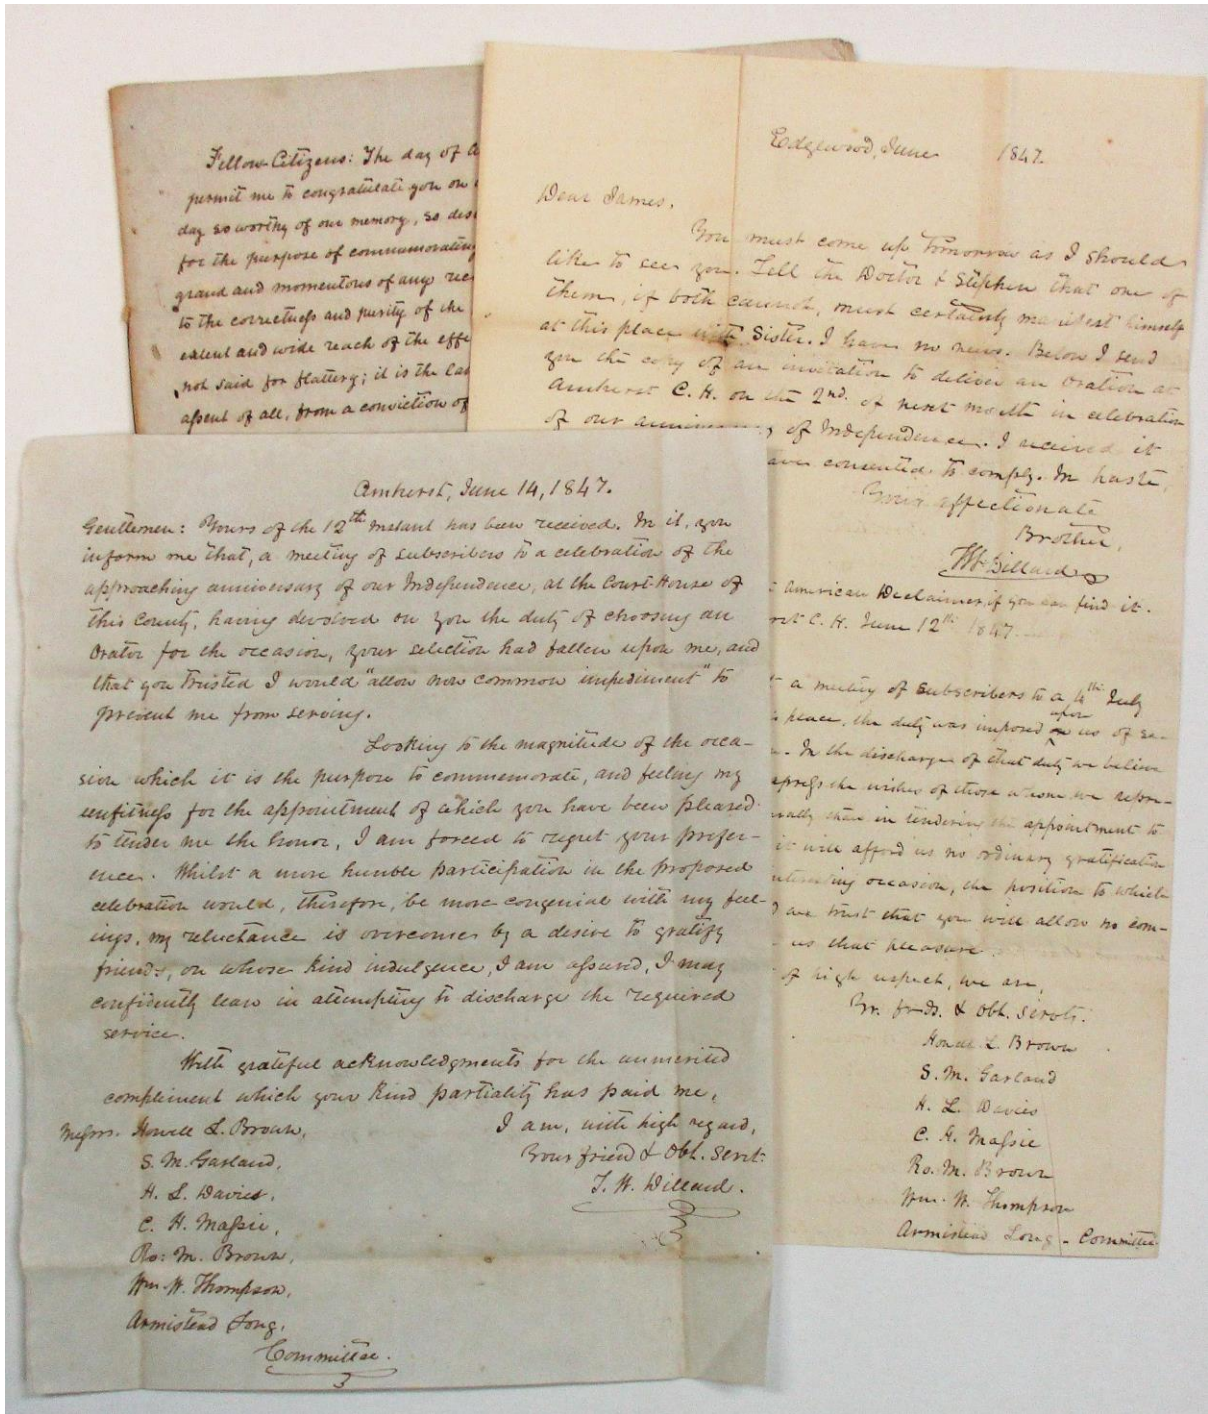 Fellow-Citizens: The day of
permit me to congratulate you on
day so worthy of our memory, so
for the purpose of commemorating
grand and momentous of any
to the correctness and purity of the
extent and wide reach of the
not said for flattery; it is the
assent of all, from a conviction of
Edgewood, June 1847.
Dear James,
You must come up tomorrow as I should
like to see you. Tell the Doctor & Stephen that one of
them, if both cannot, must certainly manifest himself
at this place with Sister. I have no news. Below I send
you the copy of an invitation to deliver an Oration at
Amherst C. H. on the 2nd. of next month in celebration
of our of Independence. I received it
consented to comply. In haste,
Your affectionate
Brother,
American Declaimer, if you can find it.
C. H. June 12th 1847.
a meeting of subscribers to a 4th July
place, the duty was imposed upon us of
In the discharge of that duty we believe
the wishes of those whom we repre-
than in tendering the appointment to
it will afford us no ordinary gratification
occasion, the position to which
we trust that you will allow no com-
us that pleasure.
of high respect, we are,
Yr. frds. & Obt. Servts.
Howell L. Brown
S. M. Garland
H. L. Davies
C. H. Massie
Ro. M. Brown
Wm. W. Thompson
Armistead Long - Committee
Amherst, June 14, 1847.
Gentlemen: Yours of the 12th instant has been received. In it, you
inform me that, a meeting of subscribers to a celebration of the
approaching anniversary of our Independence, at the Court-House of
this County, having devolved on you the duty of choosing an
Orator for the occasion, your selection had fallen upon me, and
that you trusted I would "allow now common impediment" to
prevent me from serving.
Looking to the magnitude of the occa-
sion which it is the purpose to commemorate, and feeling my
unfitness for the appointment of which you have been pleased
to tender me the honor, I am forced to regret your prefer-
ence. Whilst a more humble participation in the proposed
celebration would, therefore, be more congenial with my feel-
ings, my reluctance is overcome by a desire to gratify
friends, on whose kind indulgence, I am assured, I may
confidently lean in attempting to discharge the required
service.
With grateful acknowledgments for the unmerited
compliment which your kind partiality has paid me,
I am, with high regard,
Your friend & Obt. Servt.
T. H. Dillard.
Messrs. Howell L. Brown,
S. M. Garland,
H. L. Davies,
C. H. Massie,
Ro: M. Brown,
Wm. W. Thompson,
Armistead Long,
Committee.